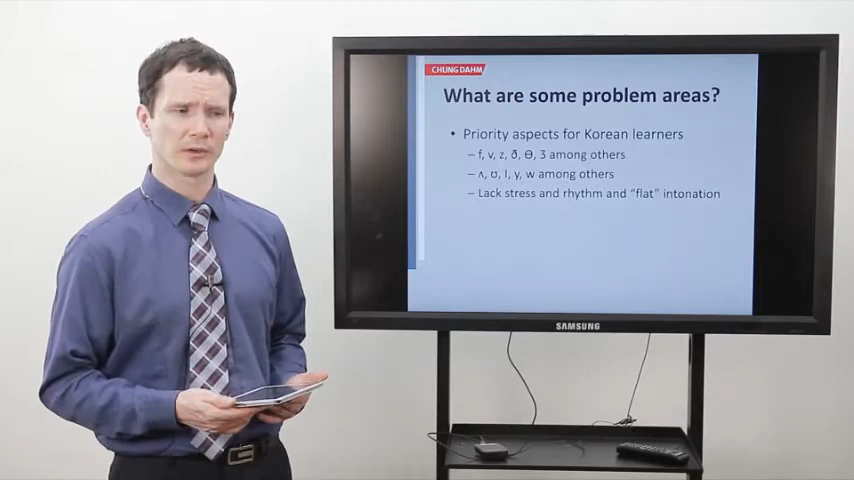 CHUNG DAHM
What are some problem areas?
• Priority aspects for Korean learners
– f, v, z, ð, Ɵ, Ʒ among others
– ʌ, ʊ, I, y, w among others
– Lack stress and rhythm and “flat” intonation
SAMSUNG